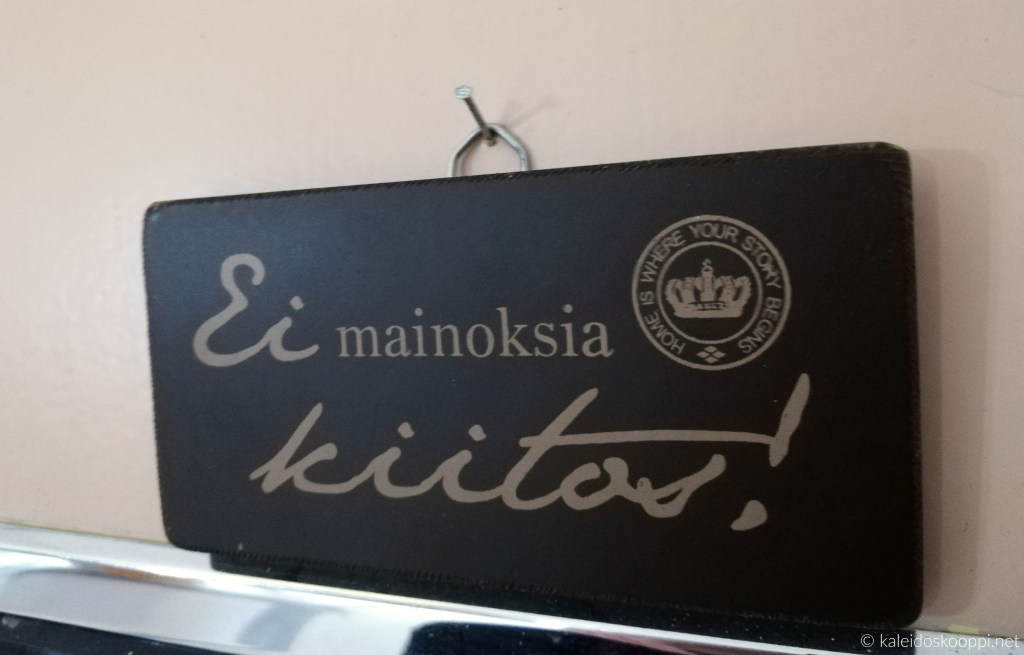 Ei mainoksia
kiitos!
HOME IS WHERE YOUR STORY BEGINS
© kaleidoskooppi.net